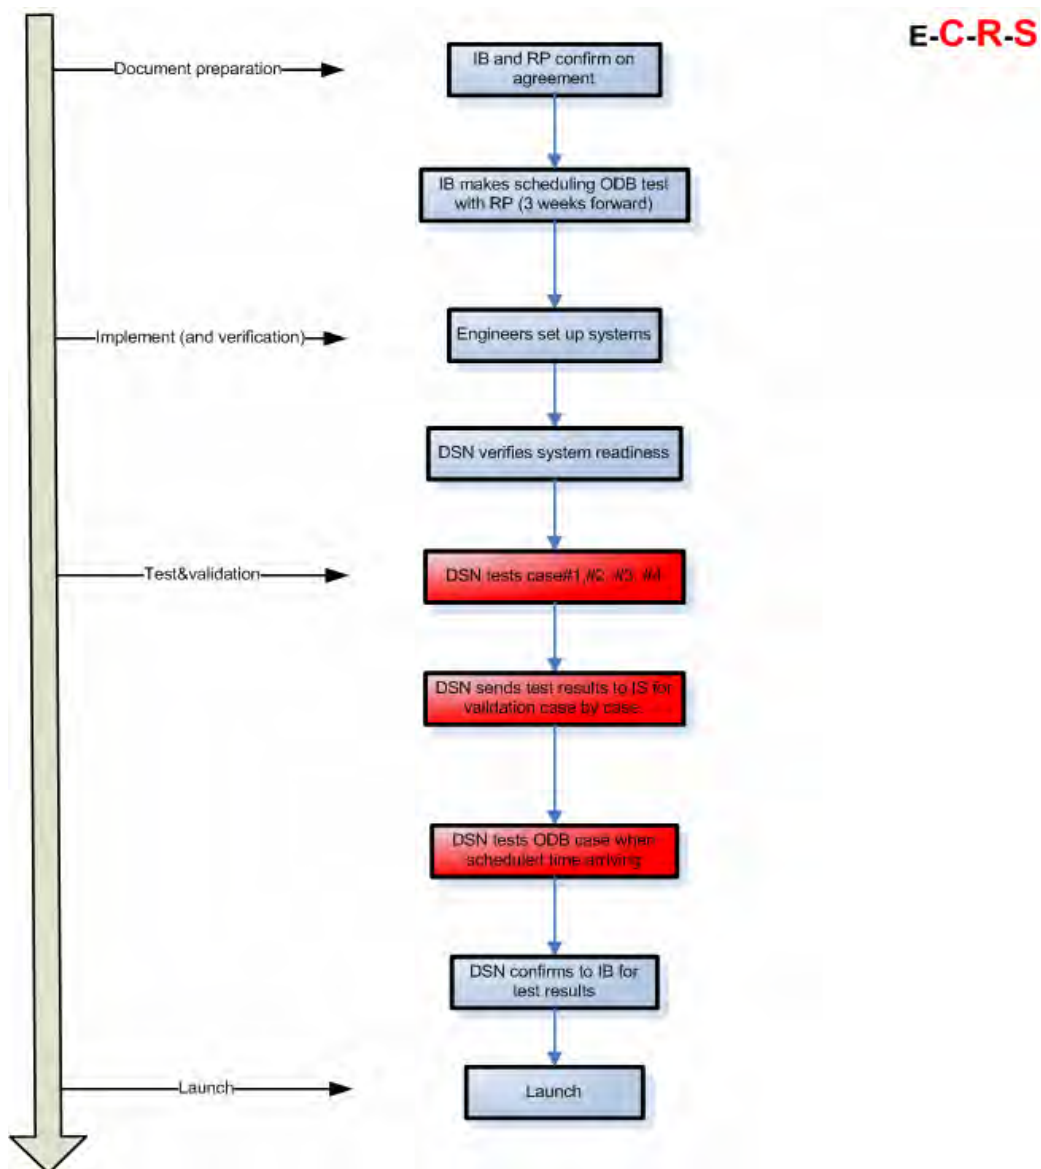 E-C-R-S
Document preparation
IB and RP confirm on
agreement
IB makes scheduling ODB test
with RP (3 weeks forward)
Implement (and verification)
Engineers set up systems
DSN verifies system readiness
Test&validation
DSN tests case#1,#2, #3, #4
DSN sends test results to IS for
validation case by case.
DSN tests ODB case when
scheduled time arriving
DSN confirms to IB for
test results
Launch
Launch